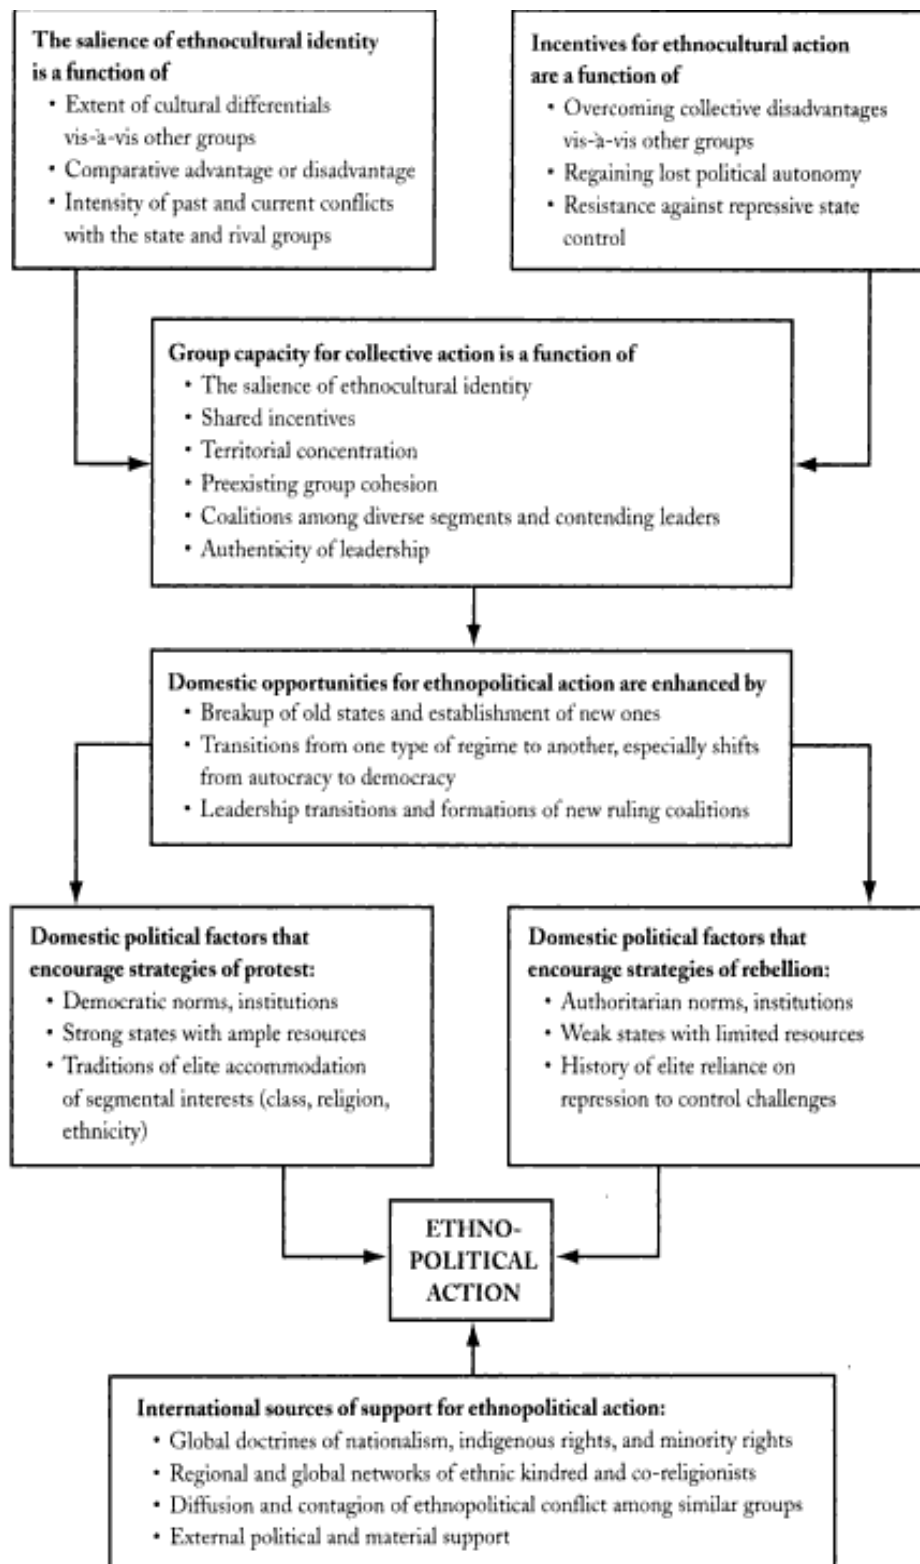 The salience of ethnocultural identity
is a function of
• Extent of cultural differentials
vis-à-vis other groups
• Comparative advantage or disadvantage
• Intensity of past and current conflicts
with the state and rival groups
Incentives for ethnocultural action
are a function of
• Overcoming collective disadvantages
vis-à-vis other groups
• Regaining lost political autonomy
• Resistance against repressive state
control
Group capacity for collective action is a function of
• The salience of ethnocultural identity
• Shared incentives
• Territorial concentration
• Preexisting group cohesion
• Coalitions among diverse segments and contending leaders
• Authenticity of leadership
Domestic opportunities for ethnopolitical action are enhanced by
• Breakup of old states and establishment of new ones
• Transitions from one type of regime to another, especially shifts
from autocracy to democracy
• Leadership transitions and formations of new ruling coalitions
Domestic political factors that
encourage strategies of protest:
• Democratic norms, institutions
• Strong states with ample resources
• Traditions of elite accommodation
of segmental interests (class, religion,
ethnicity)
Domestic political factors that
encourage strategies of rebellion:
• Authoritarian norms, institutions
• Weak states with limited resources
• History of elite reliance on
repression to control challenges
ETHNO-
POLITICAL
ACTION
International sources of support for ethnopolitical action:
• Global doctrines of nationalism, indigenous rights, and minority rights
• Regional and global networks of ethnic kindred and co-religionists
• Diffusion and contagion of ethnopolitical conflict among similar groups
• External political and material support